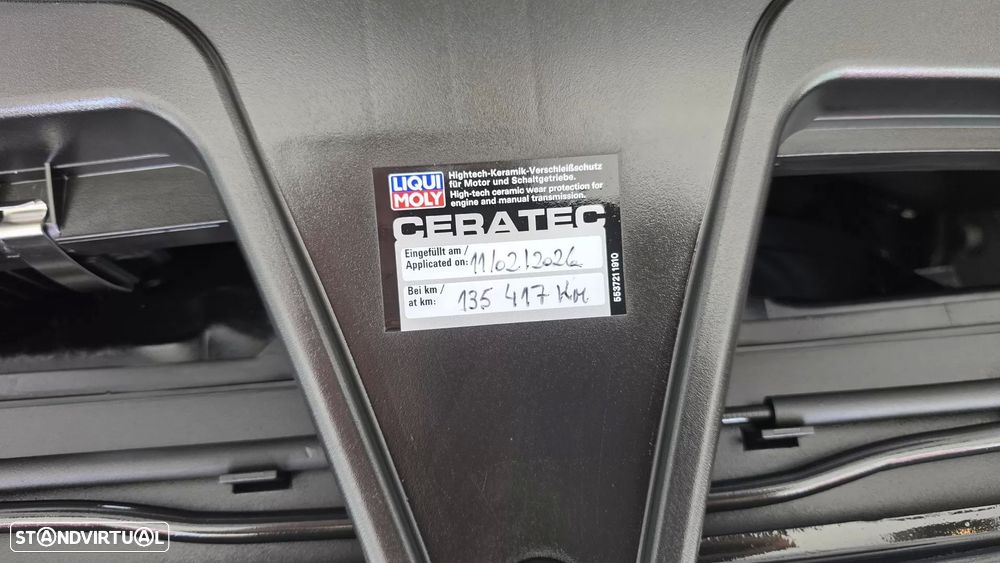 LIQUI
MOLY
Hightech-Keramik-Verschleißschutz
für Motor und Schaltgetriebe.
High-tech ceramic wear protection for
engine and manual transmission.
CERATEC
Eingefüllt am /
Applicated on: 11/02/2026
Bei km /
at km: 135 417 Km
5537211910
STANDVIRTUAL